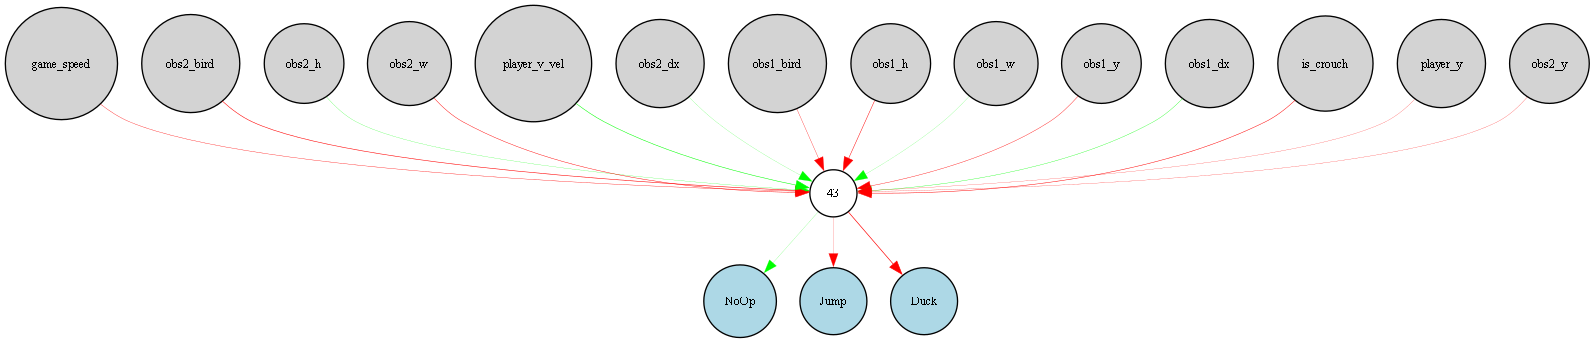 game_speed
obs2_bird
obs2_h
obs2_w
player_v_vel
obs2_dx
obs1_bird
obs1_h
obs1_w
obs1_y
obs1_dx
is_crouch
player_y
obs2_y
43
NoOp
Jump
Duck